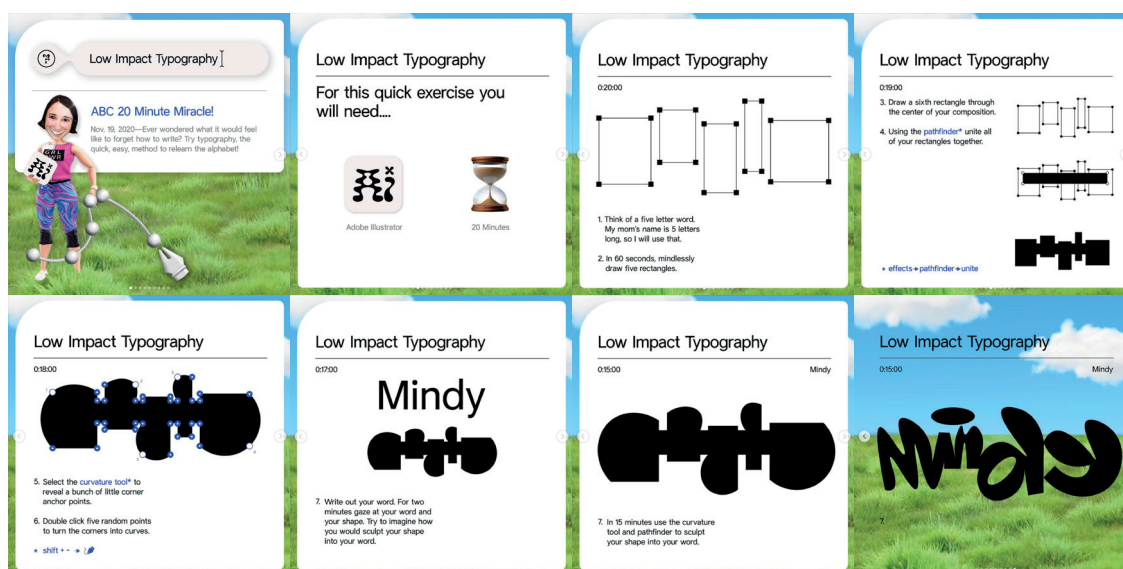 Low Impact Typography
ABC 20 Minute Miracle!
Nov. 19, 2020—Ever wondered what it would feel
like to forget how to write? Try typography, the
quick, easy, method to relearn the alphabet!
Low Impact Typography
For this quick exercise you
will need....
Ai
Adobe Illustrator
20 Minutes
Low Impact Typography
0:20:00
1. Think of a five letter word.
My mom's name is 5 letters
long, so I will use that.
2. In 60 seconds, mindlessly
draw five rectangles.
Low Impact Typography
0:19:00
3. Draw a sixth rectangle through
the center of your composition.
4. Using the pathfinder* unite all
of your rectangles together.
* effects→pathfinder→unite
Low Impact Typography
0:18:00
5. Select the curvature tool* to
reveal a bunch of little corner
anchor points.
6. Double click five random points
to turn the corners into curves.
* shift + ~ →
Low Impact Typography
0:17:00
Mindy
7. Write out your word. For two
minutes gaze at your word and
your shape. Try to imagine how
you would sculpt your shape
into your word.
Low Impact Typography
0:15:00
Mindy
7. In 15 minutes use the curvature
tool and pathfinder to sculpt
your shape into your word.
Low Impact Typography
0:15:00
Mindy
Mindy
7.